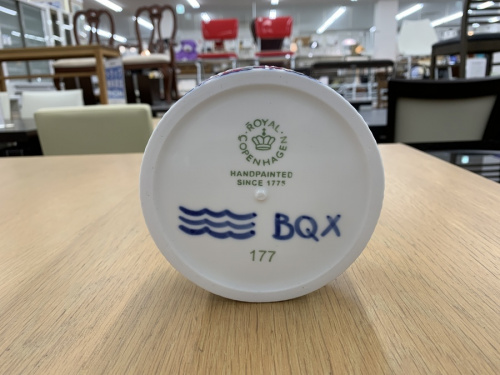 ROYAL
COPENHAGEN
HANDPAINTED
SINCE 1775
BQX
177